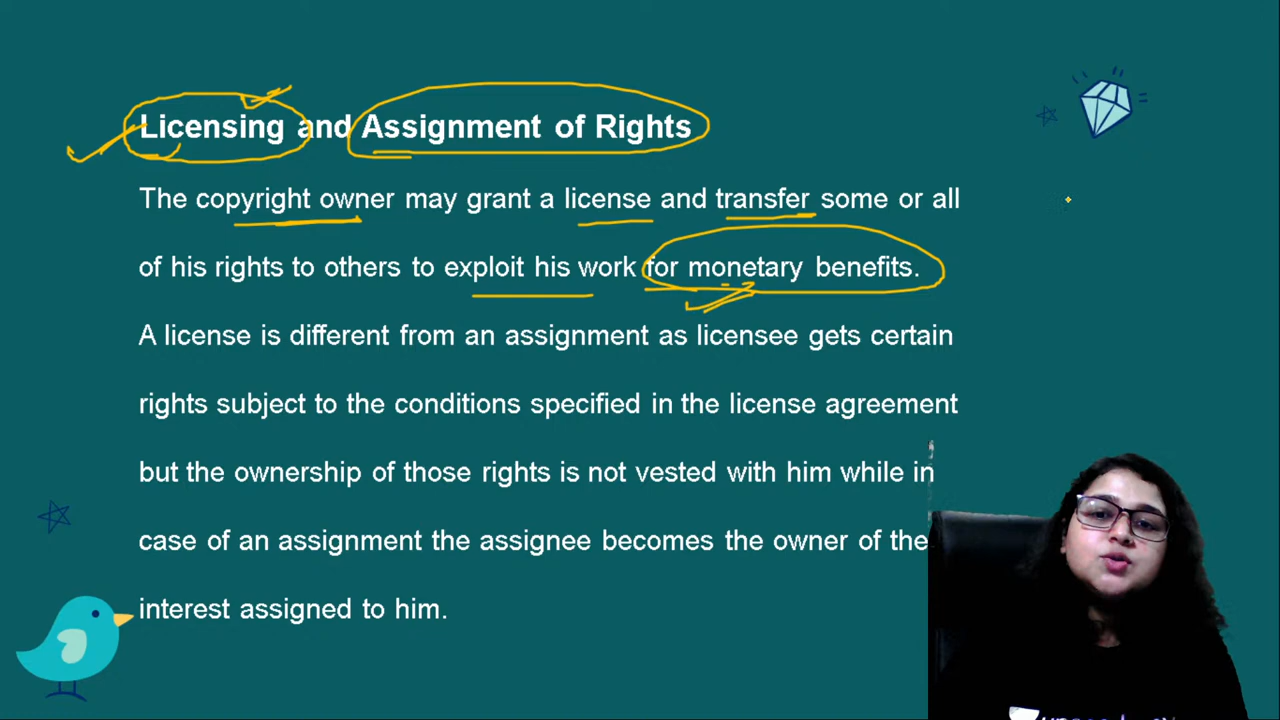 Licensing and Assignment of Rights
The copyright owner may grant a license and transfer some or all
of his rights to others to exploit his work for monetary benefits.
A license is different from an assignment as licensee gets certain
rights subject to the conditions specified in the license agreement
but the ownership of those rights is not vested with him while in
case of an assignment the assignee becomes the owner of the
interest assigned to him.